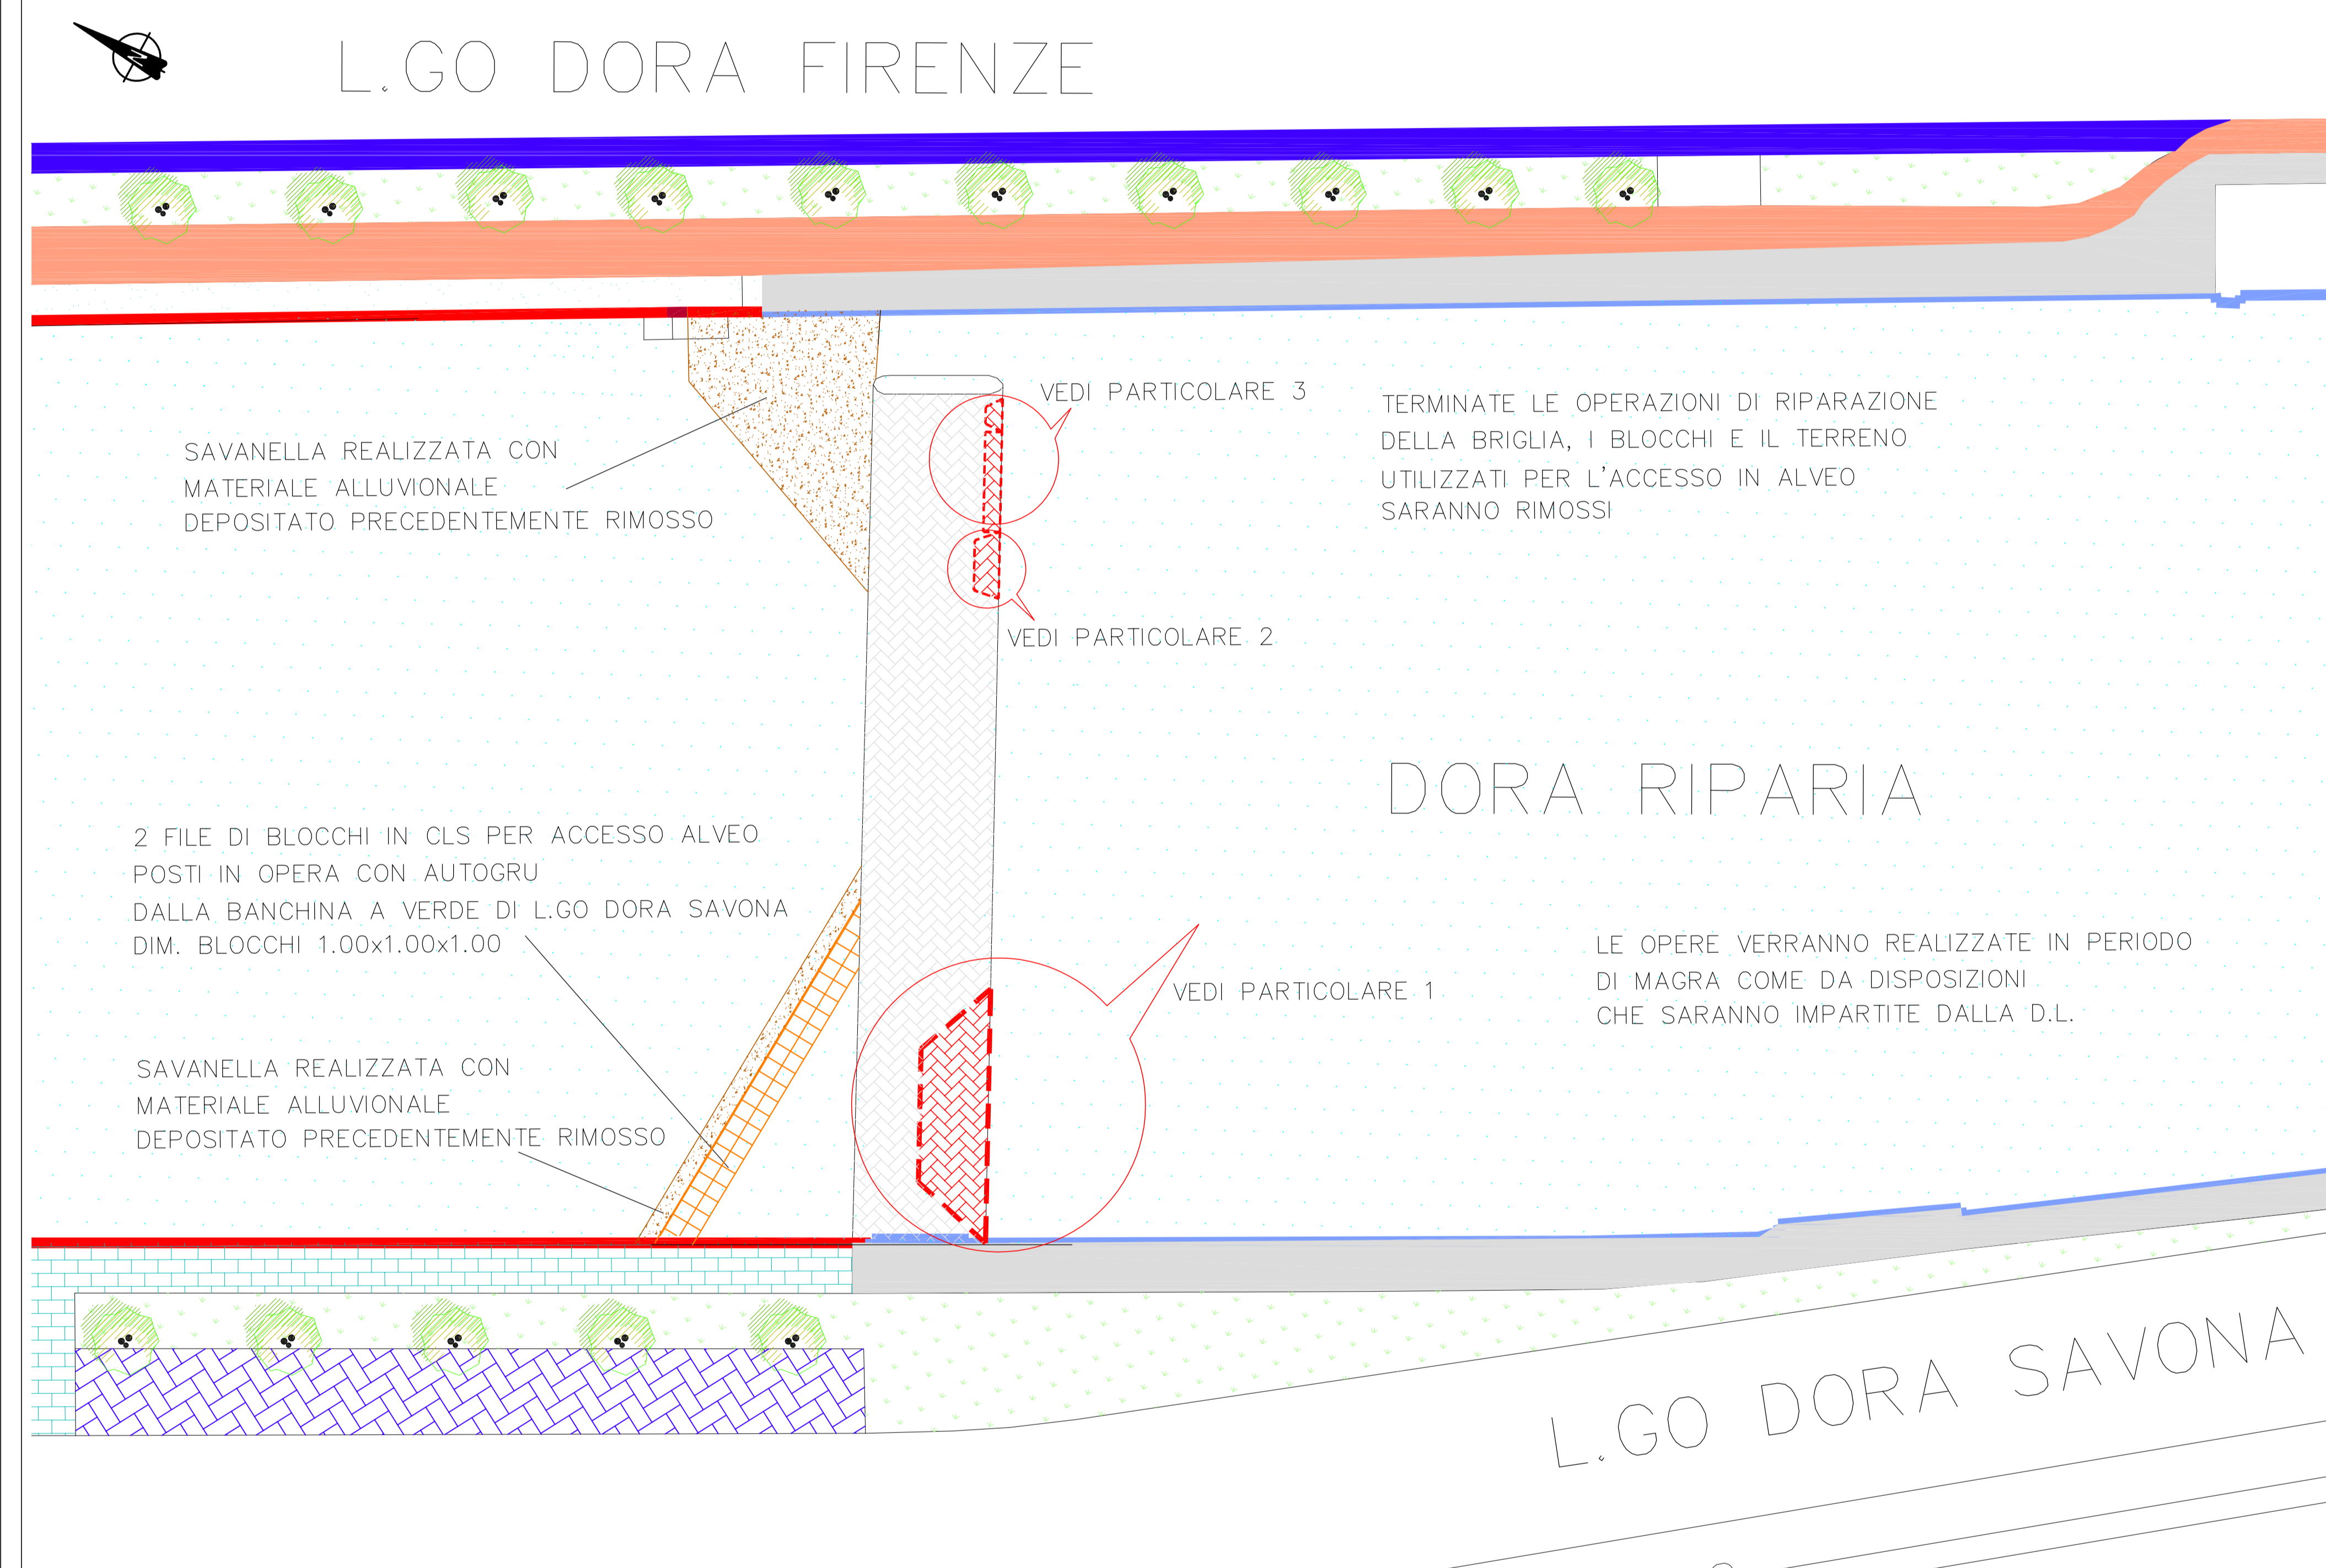 L.GO DORA FIRENZE
N
VEDI PARTICOLARE 3
TERMINATE LE OPERAZIONI DI RIPARAZIONE
DELLA BRIGLIA, I BLOCCHI E IL TERRENO
UTILIZZATI PER L'ACCESSO IN ALVEO
SARANNO RIMOSSI
SAVANELLA REALIZZATA CON
MATERIALE ALLUVIONALE
DEPOSITATO PRECEDENTEMENTE RIMOSSO
VEDI PARTICOLARE 2
DORA RIPARIA
2 FILE DI BLOCCHI IN CLS PER ACCESSO ALVEO
POSTI IN OPERA CON AUTOGRU
DALLA BANCHINA A VERDE DI L.GO DORA SAVONA
DIM. BLOCCHI 1.00x1.00x1.00
VEDI PARTICOLARE 1
LE OPERE VERRANNO REALIZZATE IN PERIODO
DI MAGRA COME DA DISPOSIZIONI
CHE SARANNO IMPARTITE DALLA D.L.
SAVANELLA REALIZZATA CON
MATERIALE ALLUVIONALE
DEPOSITATO PRECEDENTEMENTE RIMOSSO
L.GO DORA SAVONA